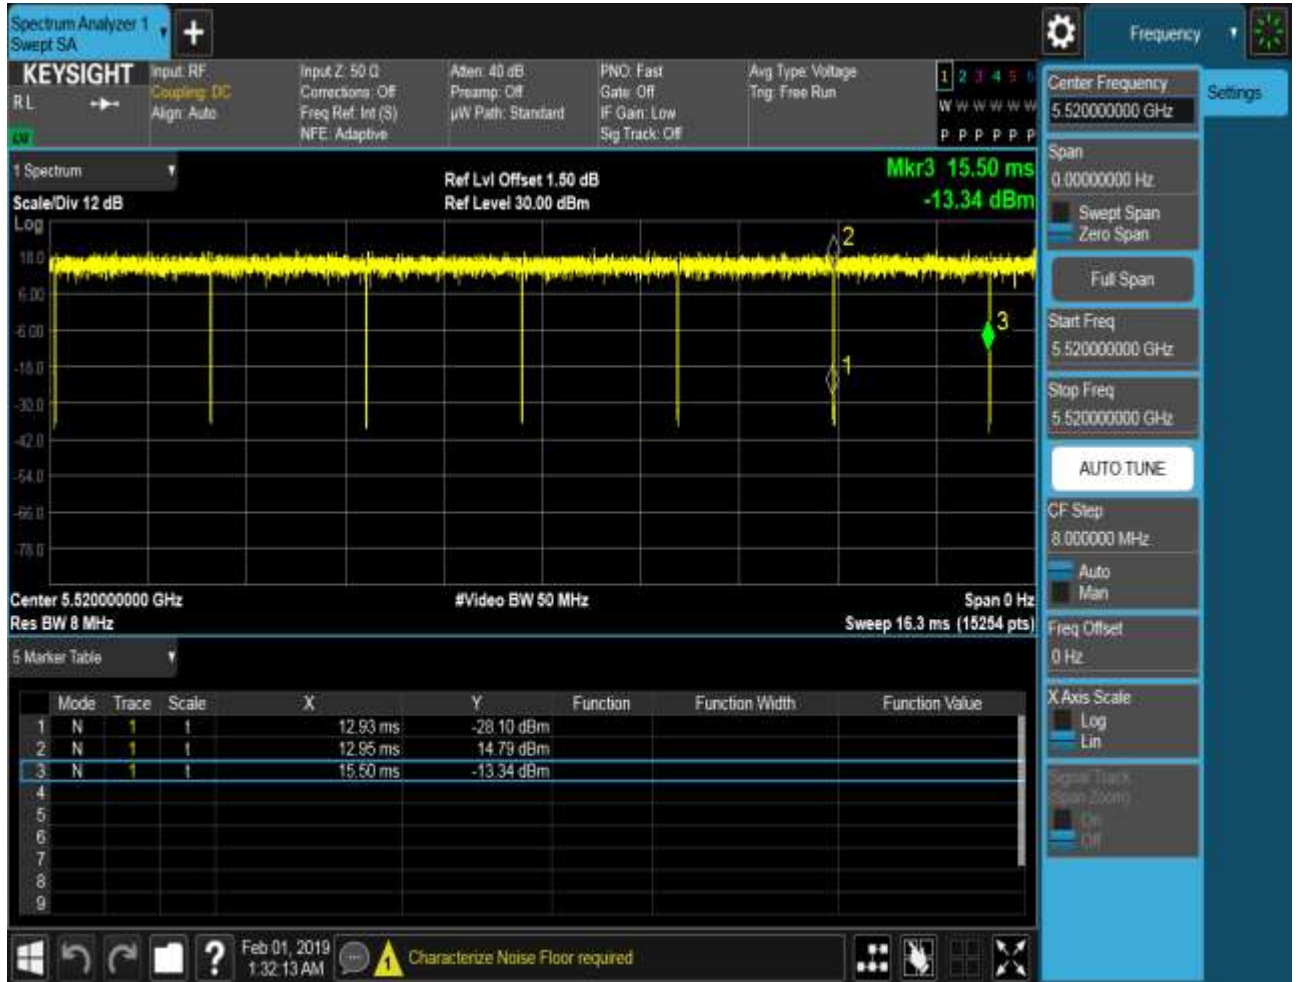 Spectrum Analyzer 1
Swept SA
+
Frequency
KEYSIGHT
RL
Input: RF
Coupling: DC
Align: Auto
Input Z: 50 Ω
Corrections: Off
Freq Ref: Int (S)
NFE: Adaptive
Atten: 40 dB
Preamp: Off
µW Path: Standard
PNO: Fast
Gate: Off
IF Gain: Low
Sig Track: Off
Avg Type: Voltage
Trig: Free Run
1 2 3 4 5 6
W W W W W W
P P P P P P
1 Spectrum
Scale/Div 12 dB
Ref Lvl Offset 1.50 dB
Ref Level 30.00 dBm
Mkr3 15.50 ms
-13.34 dBm
Log
18.0
6.00
-6.00
-18.0
-30.0
-42.0
-54.0
-66.0
-78.0
2
3
1
Center 5.520000000 GHz
Res BW 8 MHz
#Video BW 50 MHz
Span 0 Hz
Sweep 16.3 ms (15254 pts)
5 Marker Table
Mode Trace Scale X Y Function Function Width Function Value
1 N 1 t 12.93 ms -28.10 dBm
2 N 1 t 12.95 ms 14.79 dBm
3 N 1 t 15.50 ms -13.34 dBm
4
5
6
7
8
9
Feb 01, 2019
1:32:13 AM
?
1
Characterize Noise Floor required
Center Frequency
5.520000000 GHz
Settings
Span
0.00000000 Hz
Swept Span
Zero Span
Full Span
Start Freq
5.520000000 GHz
Stop Freq
5.520000000 GHz
AUTO TUNE
CF Step
8.000000 MHz
Auto
Man
Freq Offset
0 Hz
X Axis Scale
Log
Lin
Signal Track
(Span Zoom)
On
Off